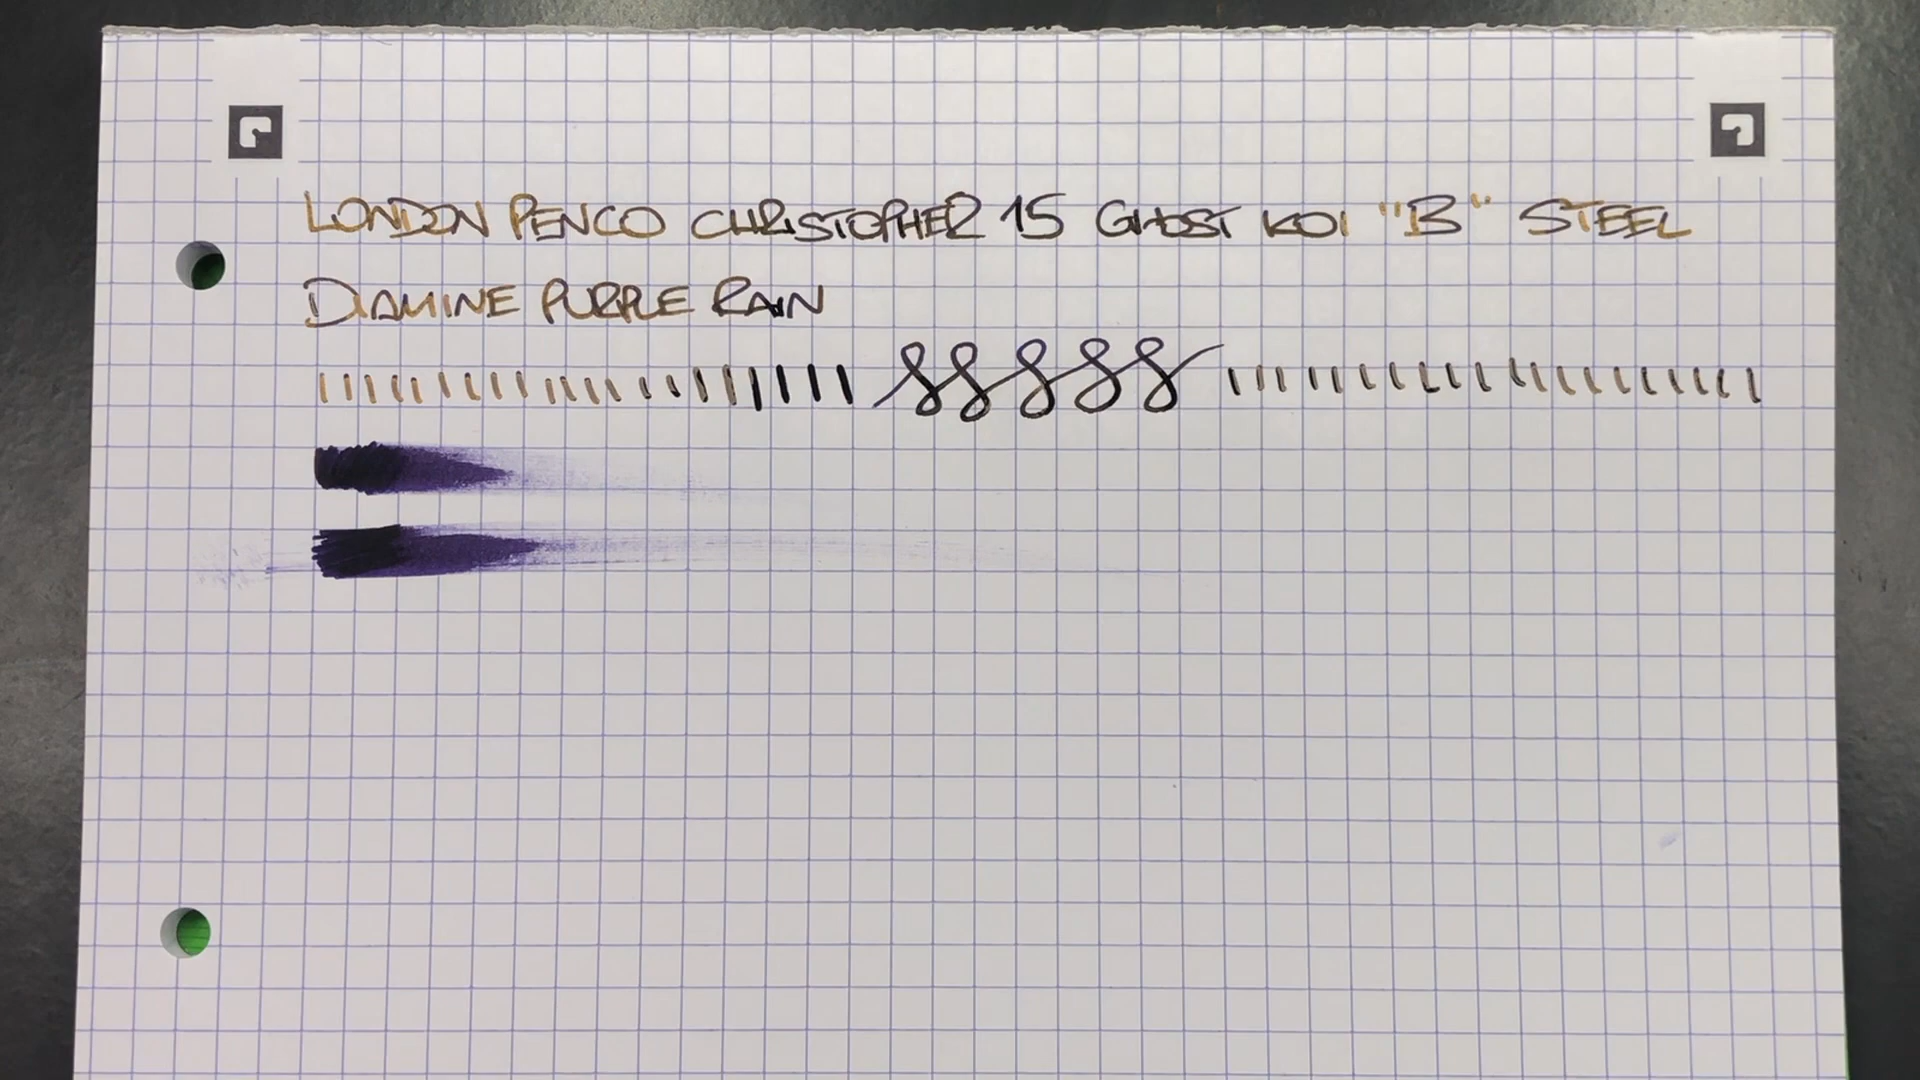 LONDON PENCO CHRISTOPHER 15 GHOST KOI "B" STEEL
DIAMINE PURPLE RAIN